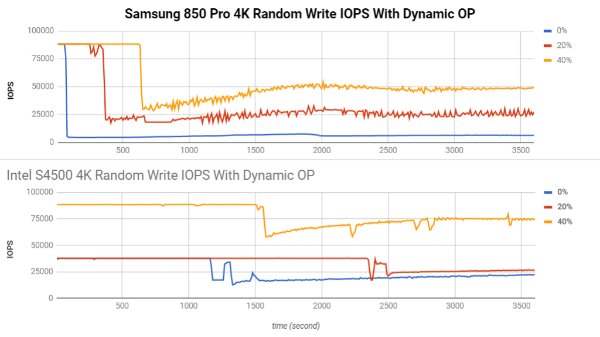 Samsung 850 Pro 4K Random Write IOPS With Dynamic OP
100000
75000
50000
25000
0
IOPS
500 1000 1500 2000 2500 3000 3500
0%
20%
40%
Intel S4500 4K Random Write IOPS With Dynamic OP
100000
75000
50000
25000
0
IOPS
500 1000 1500 2000 2500 3000 3500
0%
20%
40%
time (second)